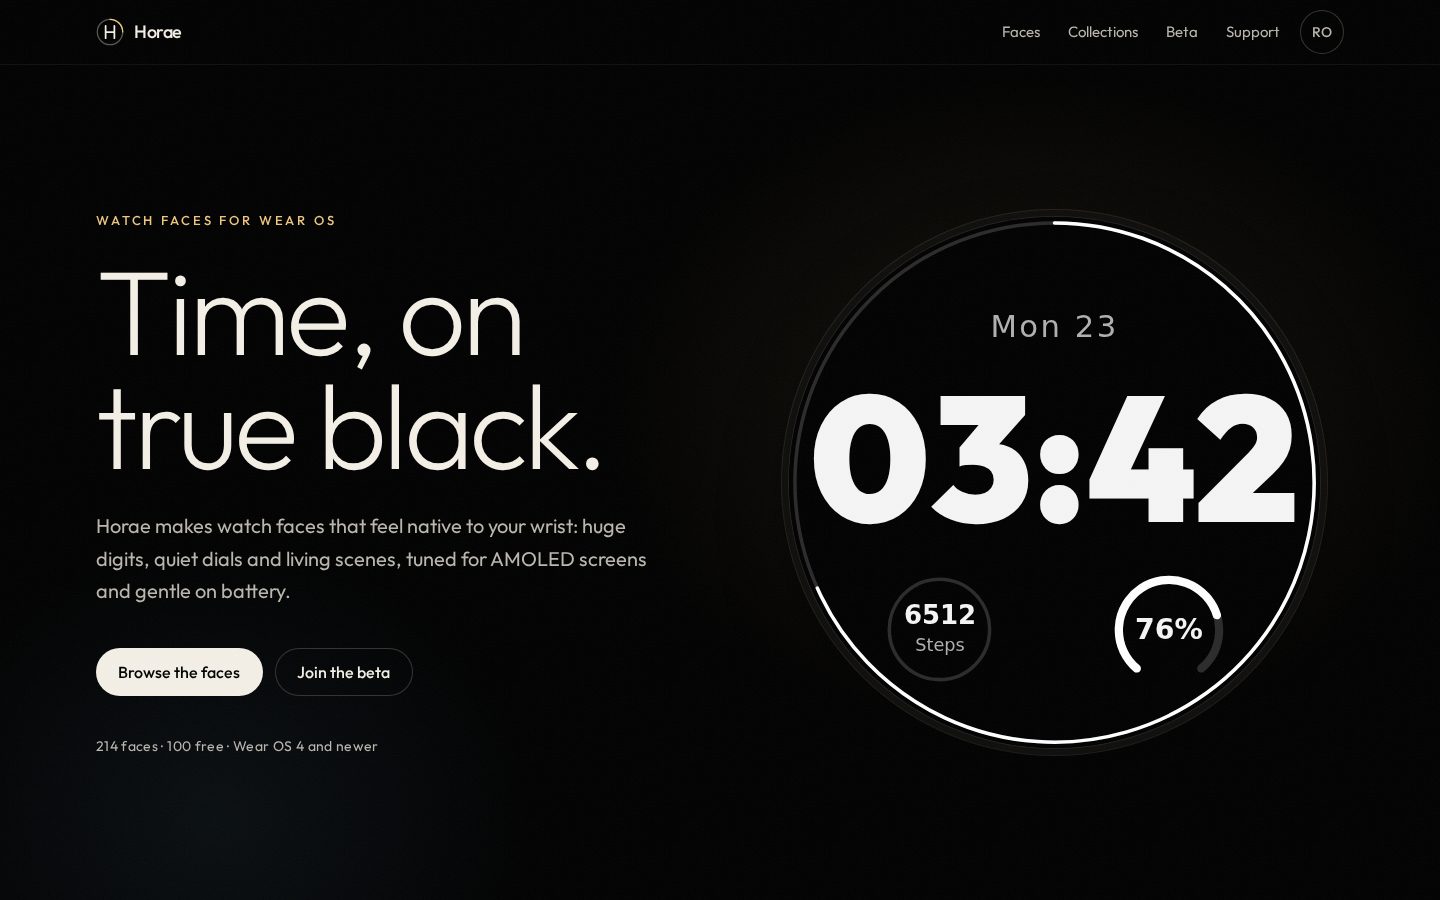 H Horae
Faces Collections Beta Support RO
WATCH FACES FOR WEAR OS
Time, on
true black.
Horae makes watch faces that feel native to your wrist: huge
digits, quiet dials and living scenes, tuned for AMOLED screens
and gentle on battery.
Browse the faces Join the beta
214 faces · 100 free · Wear OS 4 and newer
Mon 23
03:42
6512
Steps
76%